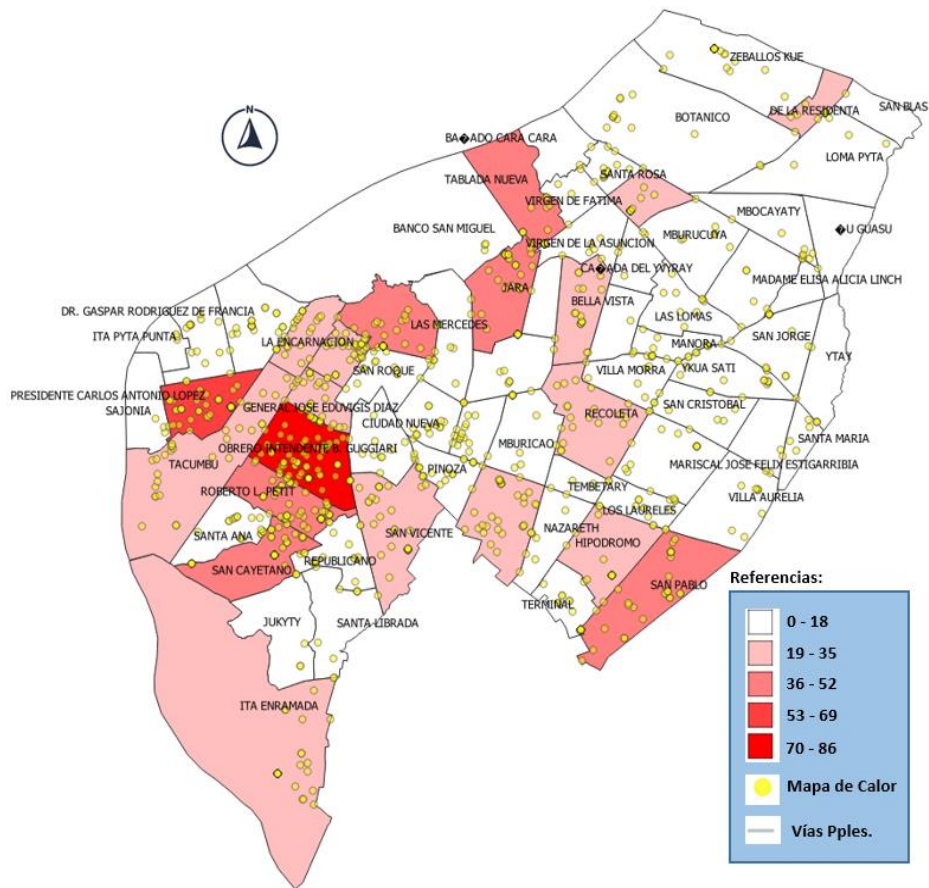 ZEBALLOS KUE
DE LA RESIDENTA
SAN BLAS
BOTANICO
N
BA�ADO CARA CARA
LOMA PYTA
TABLADA NUEVA
SANTA ROSA
VIRGEN DE FATIMA
MBOCAYATY
BANCO SAN MIGUEL
�U GUASU
MBURUCUYA
VIRGEN DE LA ASUNCION
CA�ADA DEL YVYRAY
MADAME ELISA ALICIA LINCH
JARA
BELLA VISTA
DR. GASPAR RODRIGUEZ DE FRANCIA
LAS LOMAS
LAS MERCEDES
ITA PYTA PUNTA
SAN JORGE
LA ENCARNACION
MANORA
YTAY
SAN ROQUE
VILLA MORRA
YKUA SATI
PRESIDENTE CARLOS ANTONIO LOPEZ
SAJONIA
GENERAL JOSE EDUVIGIS DIAZ
SAN CRISTOBAL
RECOLETA
CIUDAD NUEVA
SANTA MARIA
OBRERO INTENDENTE B. GUGGIARI
MBURICAO
TACUMBU
MARISCAL JOSE FELIX ESTIGARRIBIA
PINOZA
TEMBETARY
ROBERTO L. PETIT
VILLA AURELIA
LOS LAURELES
NAZARETH
SAN VICENTE
SANTA ANA
HIPODROMO
REPUBLICANO
SAN CAYETANO
SAN PABLO
TERMINAL
JUKYTY
SANTA LIBRADA
ITA ENRAMADA
Referencias:
0 - 18
19 - 35
36 - 52
53 - 69
70 - 86
Mapa de Calor
Vías Pples.